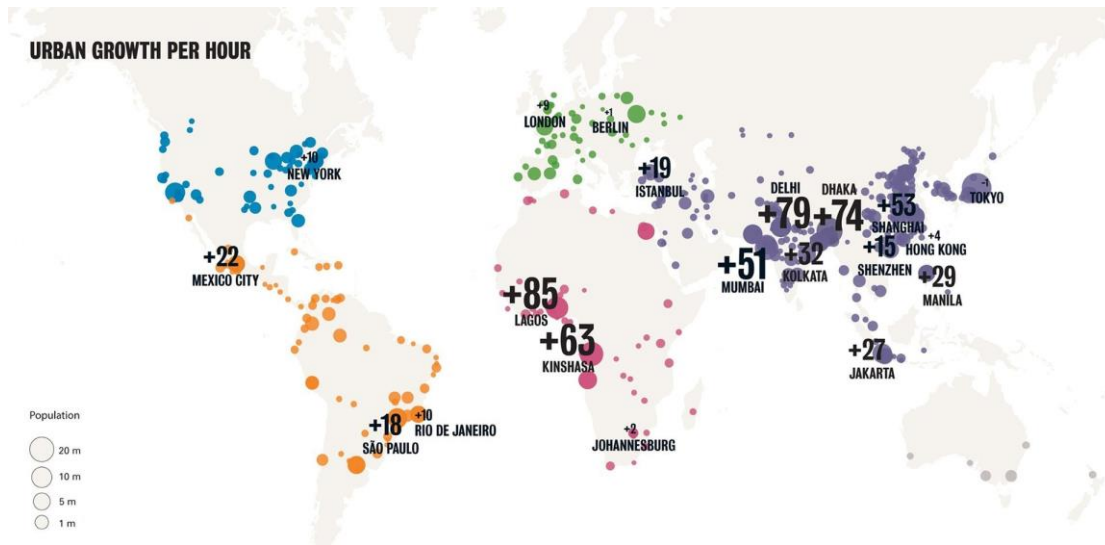 URBAN GROWTH PER HOUR
+9
LONDON
+1
BERLIN
+10
NEW YORK
+19
ISTANBUL
DELHI
+79
DHAKA
+74
+53
SHANGHAI
-1
TOKYO
+4
HONG KONG
+22
MEXICO CITY
+51
MUMBAI
+32
KOLKATA
+15
SHENZHEN
+29
MANILA
+85
LAGOS
+63
KINSHASA
+27
JAKARTA
+18
SÃO PAULO
+10
RIO DE JANEIRO
+2
JOHANNESBURG
Population
20 m
10 m
5 m
1 m